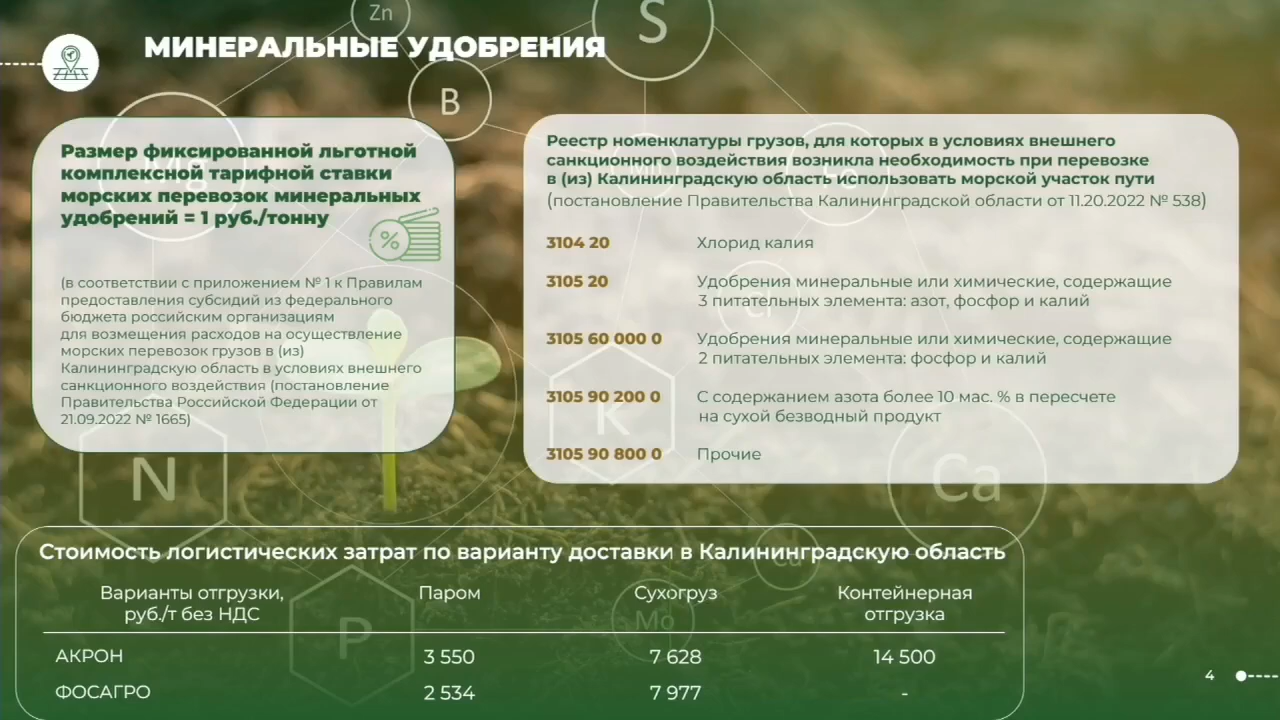 МИНЕРАЛЬНЫЕ УДОБРЕНИЯ
Zn
S
B
Mg
Размер фиксированной льготной
комплексной тарифной ставки
морских перевозок минеральных
удобрений = 1 руб./тонну
%
(в соответствии с приложением № 1 к Правилам
предоставления субсидий из федерального
бюджета российским организациям
для возмещения расходов на осуществление
морских перевозок грузов в (из)
Калининградскую область в условиях внешнего
санкционного воздействия (постановление
Правительства Российской Федерации от
21.09.2022 № 1665)
Реестр номенклатуры грузов, для которых в условиях внешнего
санкционного воздействия возникла необходимость при перевозке
в (из) Калининградскую область использовать морской участок пути
(постановление Правительства Калининградской области от 11.20.2022 № 538)
3104 20 Хлорид калия
3105 20 Удобрения минеральные или химические, содержащие
3 питательных элемента: азот, фосфор и калий
3105 60 000 0 Удобрения минеральные или химические, содержащие
2 питательных элемента: фосфор и калий
3105 90 200 0 С содержанием азота более 10 мас. % в пересчете
на сухой безводный продукт
3105 90 800 0 Прочие
Cl
K
N
Ca
Cu
P
Mo
Стоимость логистических затрат по варианту доставки в Калининградскую область
Варианты отгрузки, Паром Сухогруз Контейнерная
руб./т без НДС отгрузка
АКРОН 3 550 7 628 14 500
ФОСАГРО 2 534 7 977 -
4